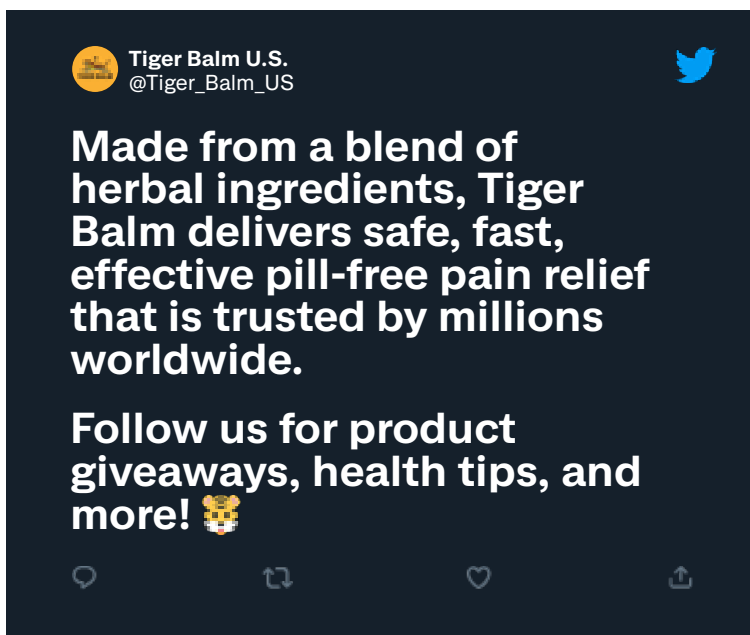 Tiger Balm U.S.
@Tiger_Balm_US
Made from a blend of
herbal ingredients, Tiger
Balm delivers safe, fast,
effective pill-free pain relief
that is trusted by millions
worldwide.
Follow us for product
giveaways, health tips, and
more! 🐯